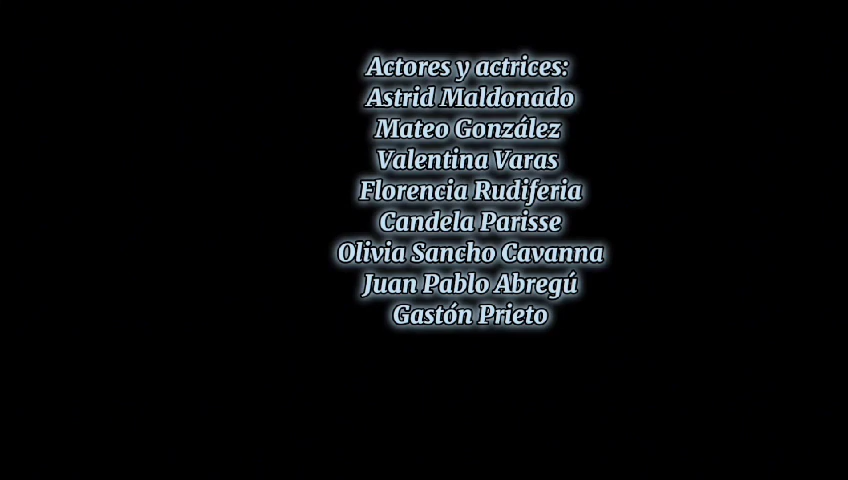 Actores y actrices:
Astrid Maldonado
Mateo González
Valentina Varas
Florencia Rudiferia
Candela Parisse
Olivia Sancho Cavanna
Juan Pablo Abregú
Gastón Prieto